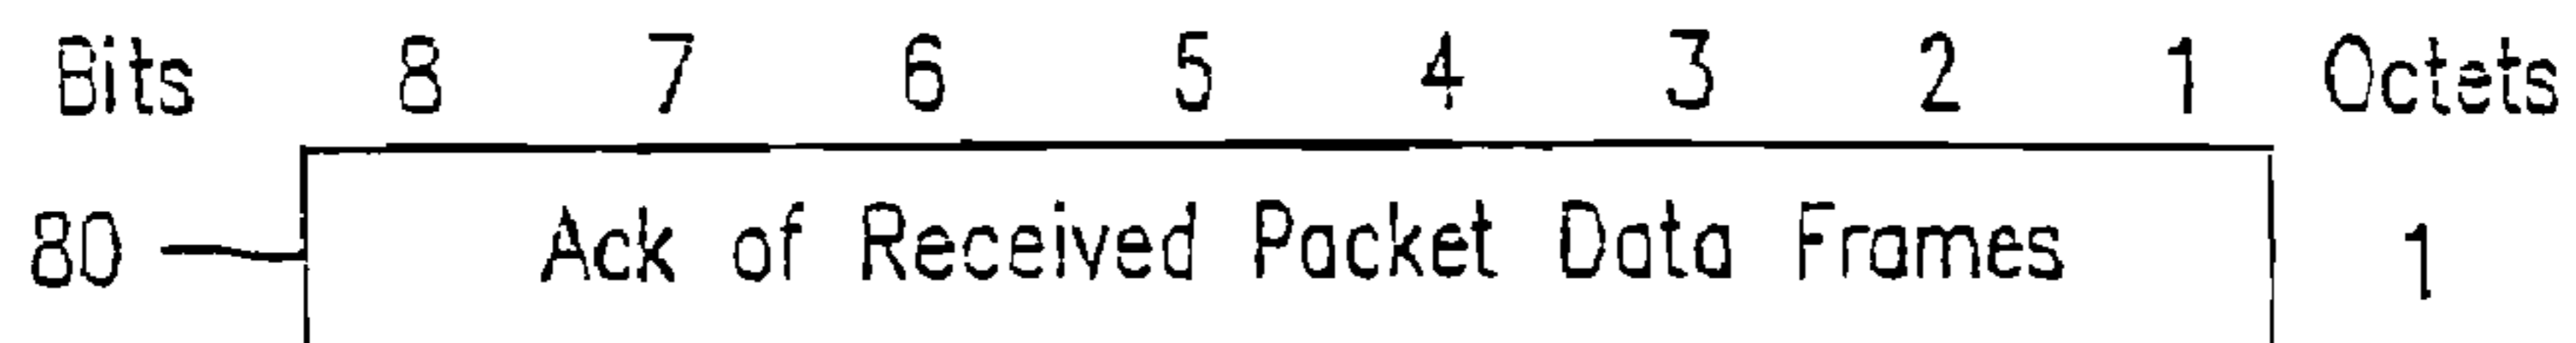 Bits 8 7 6 5 4 3 2 1 Octets
80 Ack of Received Packet Data Frames 1